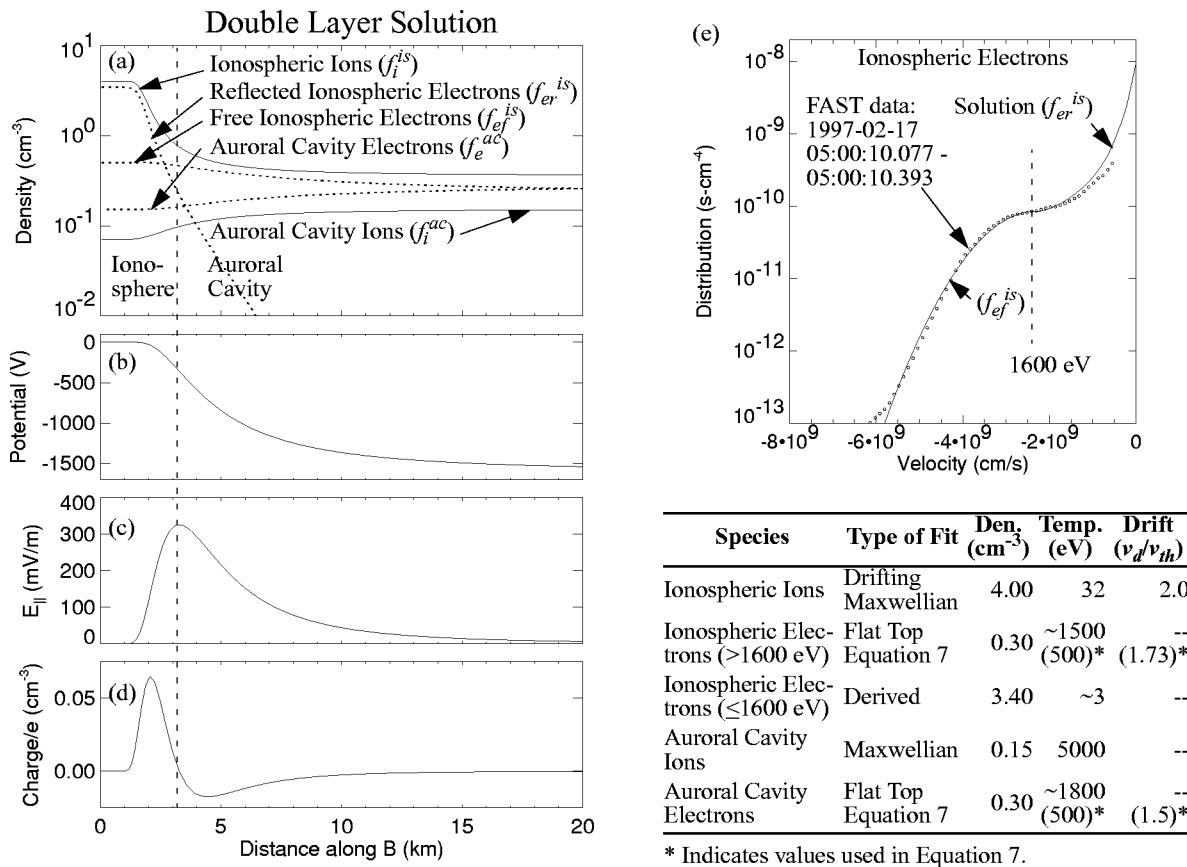 Double Layer Solution
(a)
Ionospheric Ions (f_i^is)
Reflected Ionospheric Electrons (f_er^is)
Free Ionospheric Electrons (f_ef^is)
Auroral Cavity Electrons (f_e^ac)
Auroral Cavity Ions (f_i^ac)
Iono-
sphere
Auroral
Cavity
Density (cm^-3)
10^1
10^0
10^-1
10^-2
(b)
Potential (V)
0
-500
-1000
-1500
(c)
E_|| (mV/m)
400
300
200
100
0
(d)
Charge/e (cm^-3)
0.05
0.00
0 5 10 15 20
Distance along B (km)
(e)
Ionospheric Electrons
FAST data:
1997-02-17
05:00:10.077 -
05:00:10.393
Solution (f_er^is)
(f_ef^is)
1600 eV
Distribution (s-cm^-4)
10^-8
10^-9
10^-10
10^-11
10^-12
10^-13
-8•10^9 -6•10^9 -4•10^9 -2•10^9 0
Velocity (cm/s)
Species Type of Fit Den. (cm^-3) Temp. (eV) Drift (v_d/v_th)
Ionospheric Ions Drifting Maxwellian 4.00 32 2.0
Ionospheric Elec-
trons (>1600 eV) Flat Top Equation 7 0.30 ~1500 (500)* -- (1.73)*
Ionospheric Elec-
trons (≤1600 eV) Derived 3.40 ~3 --
Auroral Cavity
Ions Maxwellian 0.15 5000 --
Auroral Cavity
Electrons Flat Top Equation 7 0.30 ~1800 (500)* -- (1.5)*
* Indicates values used in Equation 7.